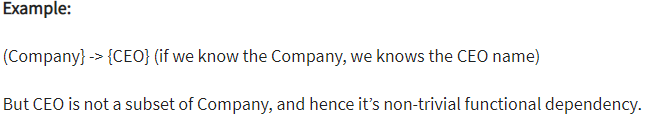 Example:
(Company} -> {CEO} (if we know the Company, we knows the CEO name)
But CEO is not a subset of Company, and hence it’s non-trivial functional dependency.